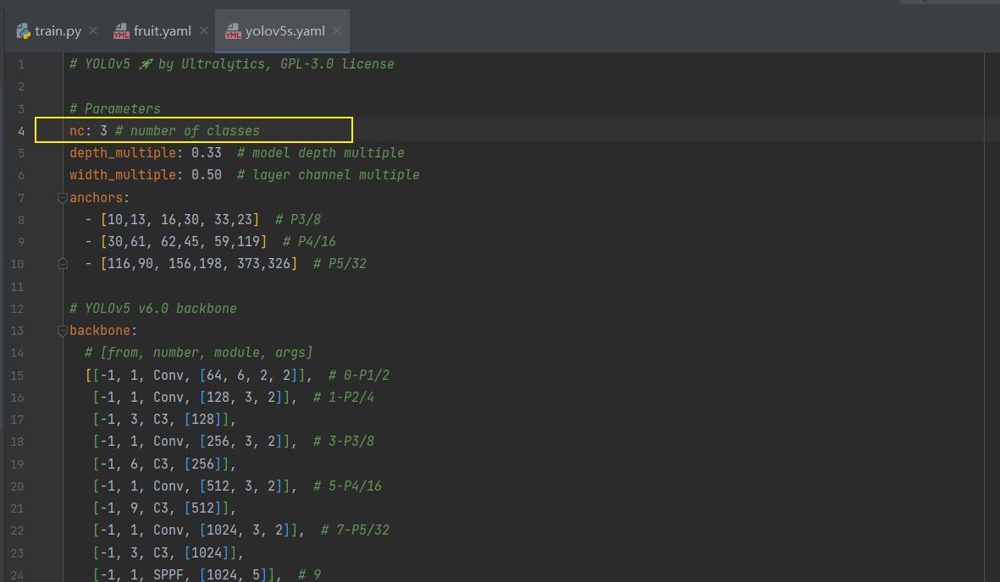 train.py fruit.yaml yolov5s.yaml
1 # YOLOv5 🚀 by Ultralytics, GPL-3.0 license
2
3 # Parameters
4 nc: 3 # number of classes
5 depth_multiple: 0.33  # model depth multiple
6 width_multiple: 0.50  # layer channel multiple
7 anchors:
8   - [10,13, 16,30, 33,23]  # P3/8
9   - [30,61, 62,45, 59,119]  # P4/16
10   - [116,90, 156,198, 373,326]  # P5/32
11
12 # YOLOv5 v6.0 backbone
13 backbone:
14   # [from, number, module, args]
15   [[-1, 1, Conv, [64, 6, 2, 2]],  # 0-P1/2
16    [-1, 1, Conv, [128, 3, 2]],  # 1-P2/4
17    [-1, 3, C3, [128]],
18    [-1, 1, Conv, [256, 3, 2]],  # 3-P3/8
19    [-1, 6, C3, [256]],
20    [-1, 1, Conv, [512, 3, 2]],  # 5-P4/16
21    [-1, 9, C3, [512]],
22    [-1, 1, Conv, [1024, 3, 2]],  # 7-P5/32
23    [-1, 3, C3, [1024]],
24    [-1, 1, SPPF, [1024, 5]],  # 9